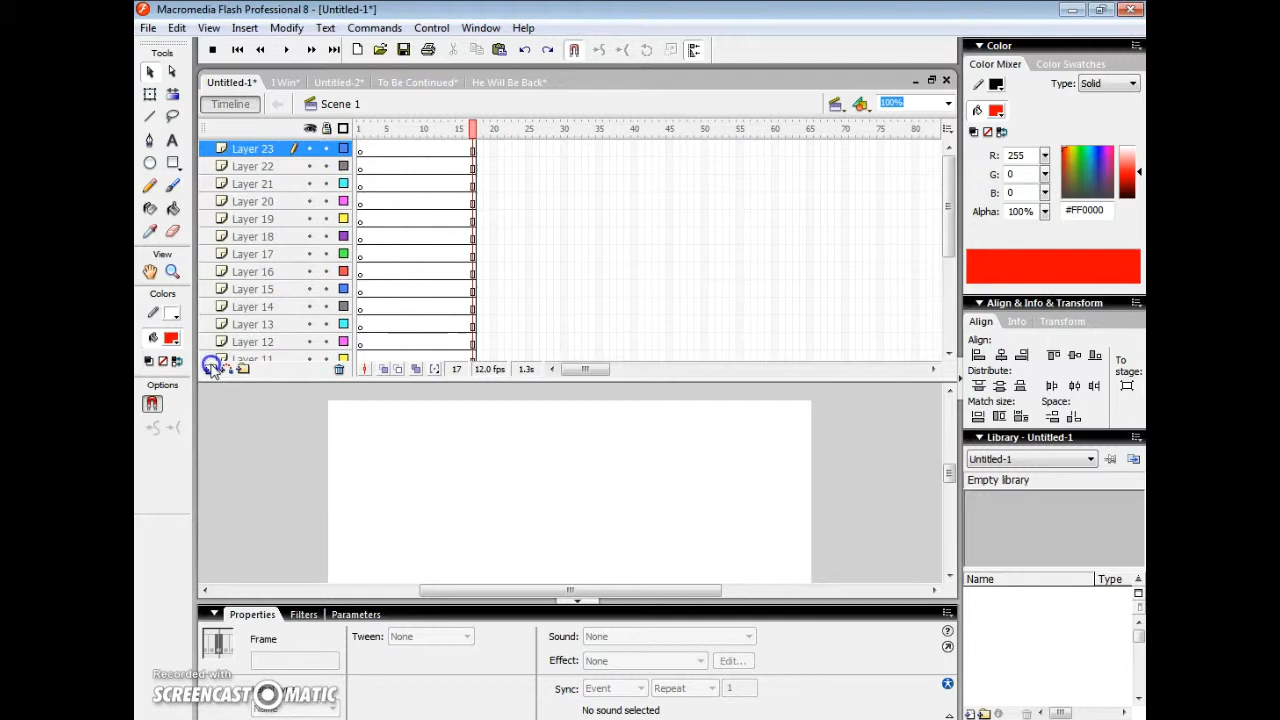 Macromedia Flash Professional 8 - [Untitled-1*]
File Edit View Insert Modify Text Commands Control Window Help
Tools
Untitled-1* I Win* Untitled-2* To Be Continued* He Will Be Back*
Timeline Scene 1 100%
1 5 10 15 20 25 30 35 40 45 50 55 60 65 70 75 80
Layer 23
Layer 22
Layer 21
Layer 20
Layer 19
Layer 18
Layer 17
Layer 16
Layer 15
Layer 14
Layer 13
Layer 12
Layer 11
17 12.0 fps 1.3s
View
Colors
Options
Color
Color Mixer Color Swatches
Type: Solid
R: 255
G: 0
B: 0
Alpha: 100% #FF0000
Align & Info & Transform
Align Info Transform
Align:
Distribute:
Match size: Space:
To stage:
Library - Untitled-1
Untitled-1
Empty library
Name Type
Properties Filters Parameters
Frame Tween: None Sound: None
Effect: None Edit...
Sync: Event Repeat 1
No sound selected
Recorded with
SCREENCAST MATIC